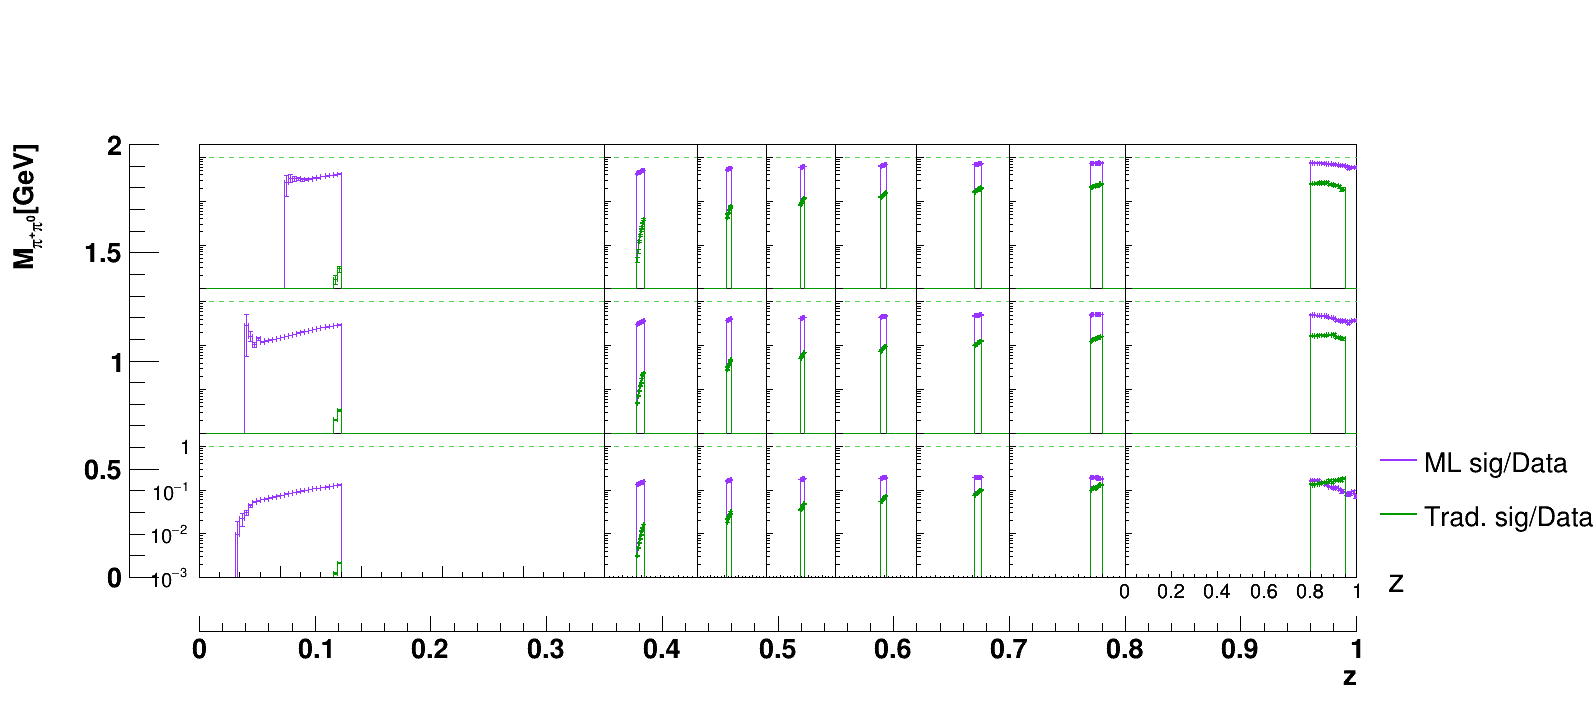 M π⁺π⁰ [GeV]
2
1.5
1
0.5
0
1
10⁻¹
10⁻²
10⁻³
ML sig/Data
Trad. sig/Data
0 0.2 0.4 0.6 0.8 1 z
0 0.1 0.2 0.3 0.4 0.5 0.6 0.7 0.8 0.9 1
z